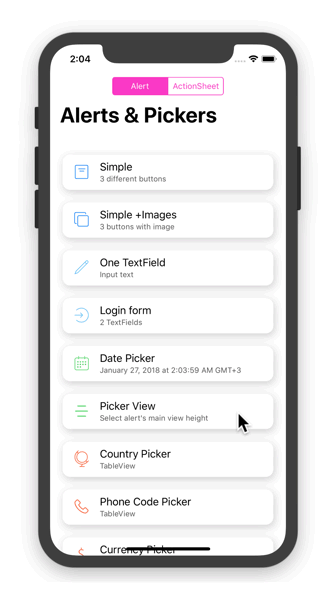 2:04
Alert
ActionSheet
Alerts & Pickers
Simple
3 different buttons
Simple +Images
3 buttons with image
One TextField
Input text
Login form
2 TextFields
Date Picker
January 27, 2018 at 2:03:59 AM GMT+3
Picker View
Select alert's main view height
Country Picker
TableView
Phone Code Picker
TableView
Currency Picker